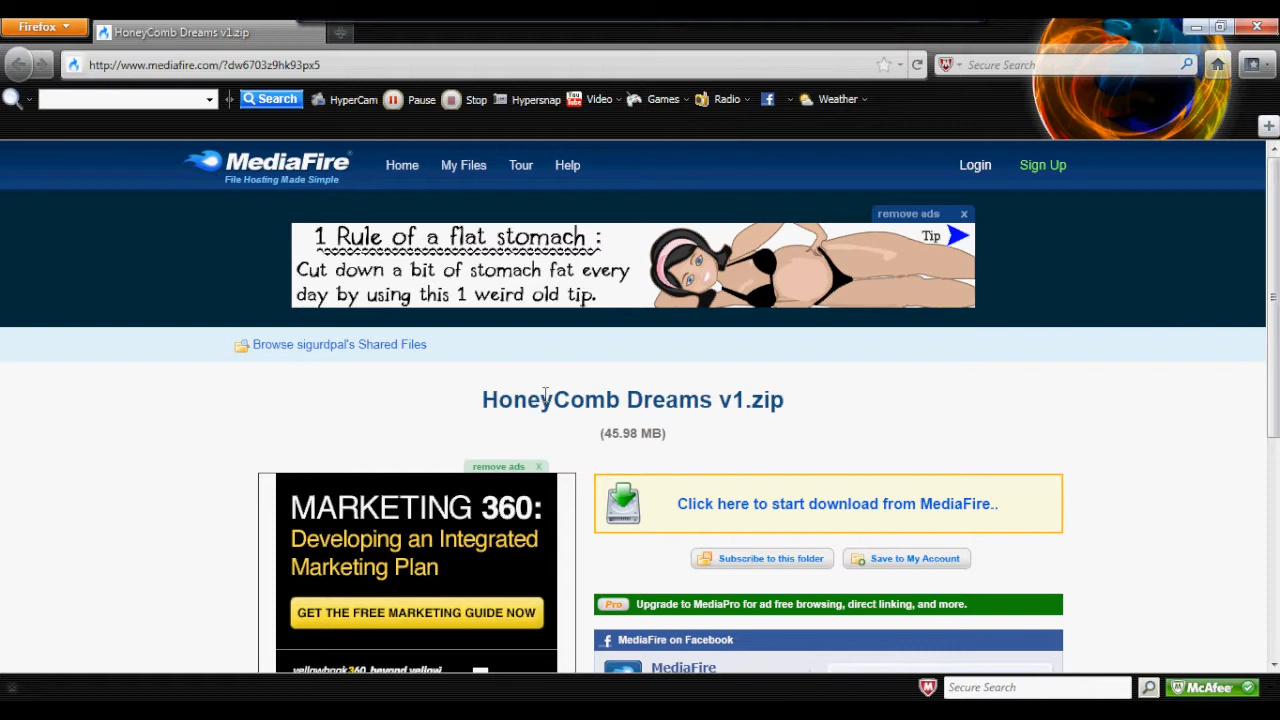 Firefox
HoneyComb Dreams v1.zip
http://www.mediafire.com/?dw6703z9hk93px5
Secure Search
Search HyperCam Pause Stop Hypersnap Video Games Radio Weather
MediaFire
File Hosting Made Simple
Home My Files Tour Help Login Sign Up
remove ads x
1 Rule of a flat stomach :
Cut down a bit of stomach fat every
day by using this 1 weird old tip.
Tip
Browse sigurdpal's Shared Files
HoneyComb Dreams v1.zip
(45.98 MB)
remove ads x
MARKETING 360:
Developing an Integrated
Marketing Plan
GET THE FREE MARKETING GUIDE NOW
yellowbook360. beyond yellow
Click here to start download from MediaFire..
Subscribe to this folder Save to My Account
Pro Upgrade to MediaPro for ad free browsing, direct linking, and more.
MediaFire on Facebook
MediaFire
Secure Search McAfee